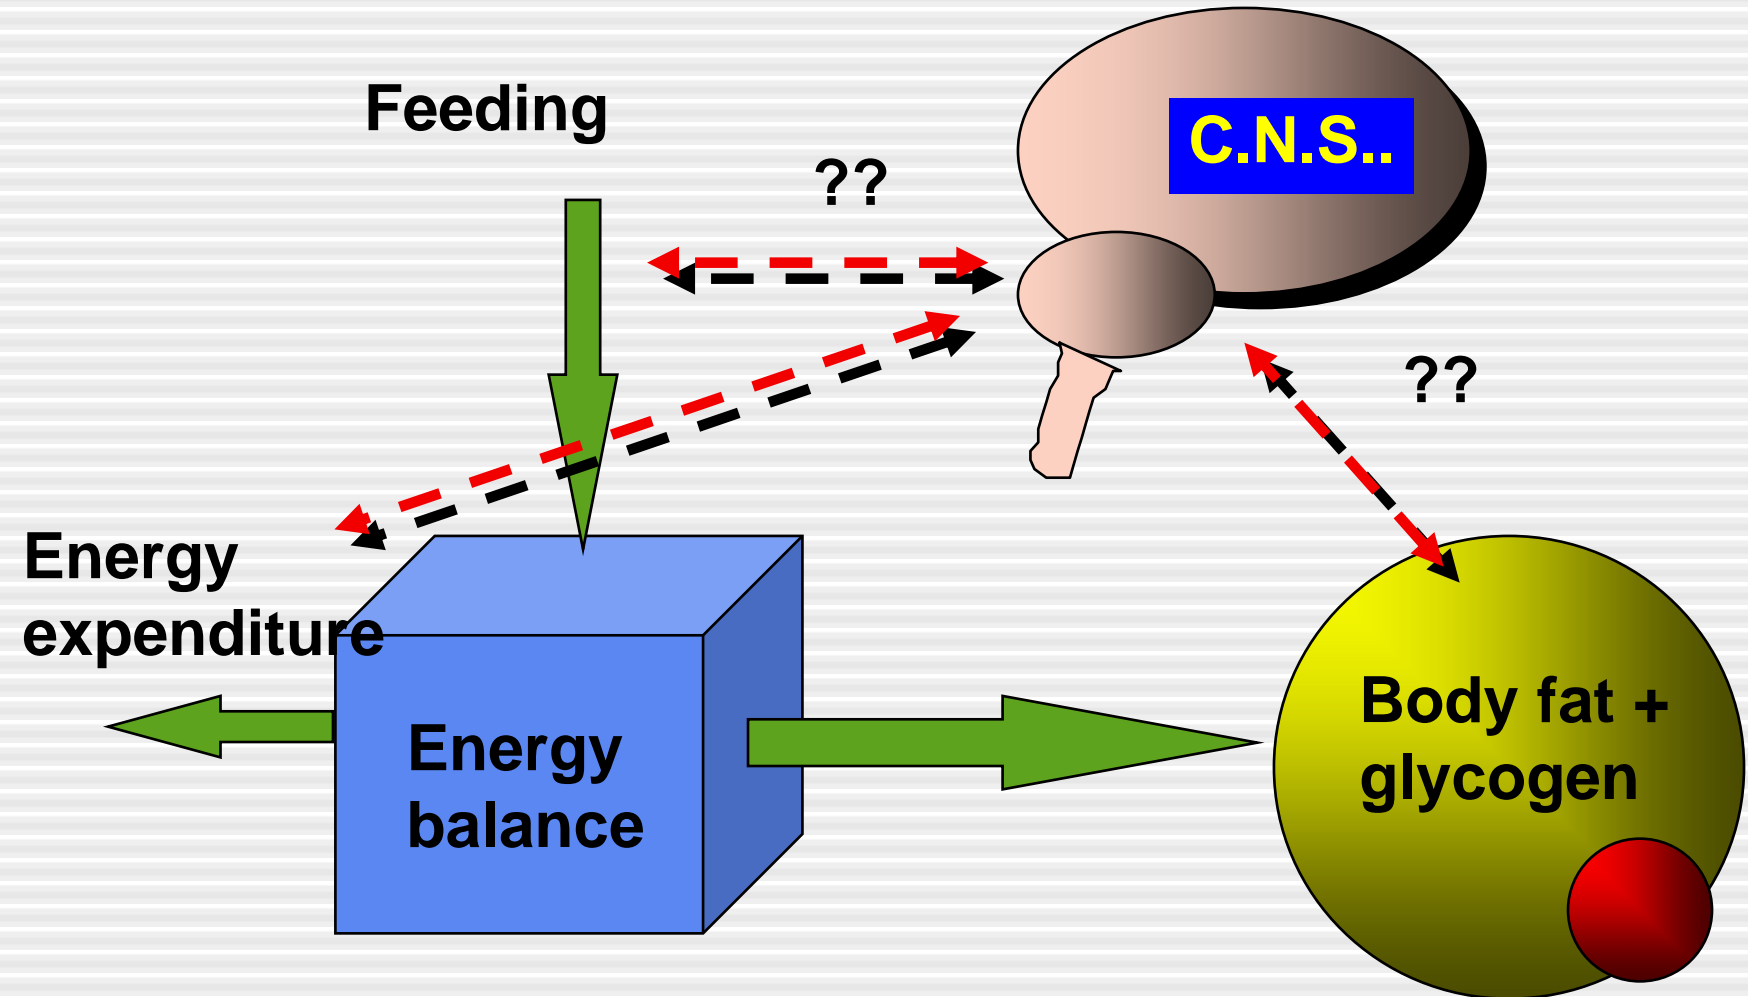 Feeding
C.N.S..
??
??
Energy
expenditure
Energy
balance
Body fat +
glycogen